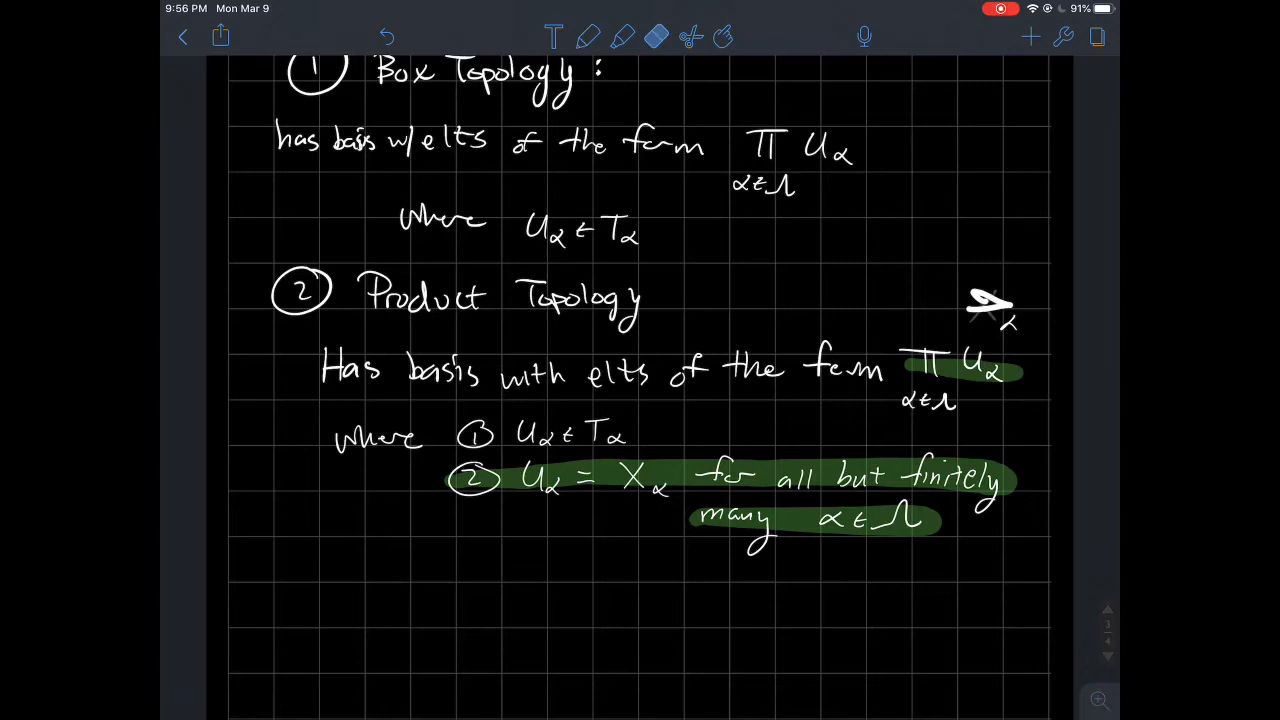 9:56 PM Mon Mar 9
91%
① Box Topology :
has basis w/ elts of the form ∏ Uα
α∈Λ
where Uα ∈ Tα
② Product Topology
α
Has basis with elts of the form ∏ Uα
α∈Λ
where ① Uα ∈ Tα
② Uα = Xα for all but finitely
many α ∈ Λ
3
4